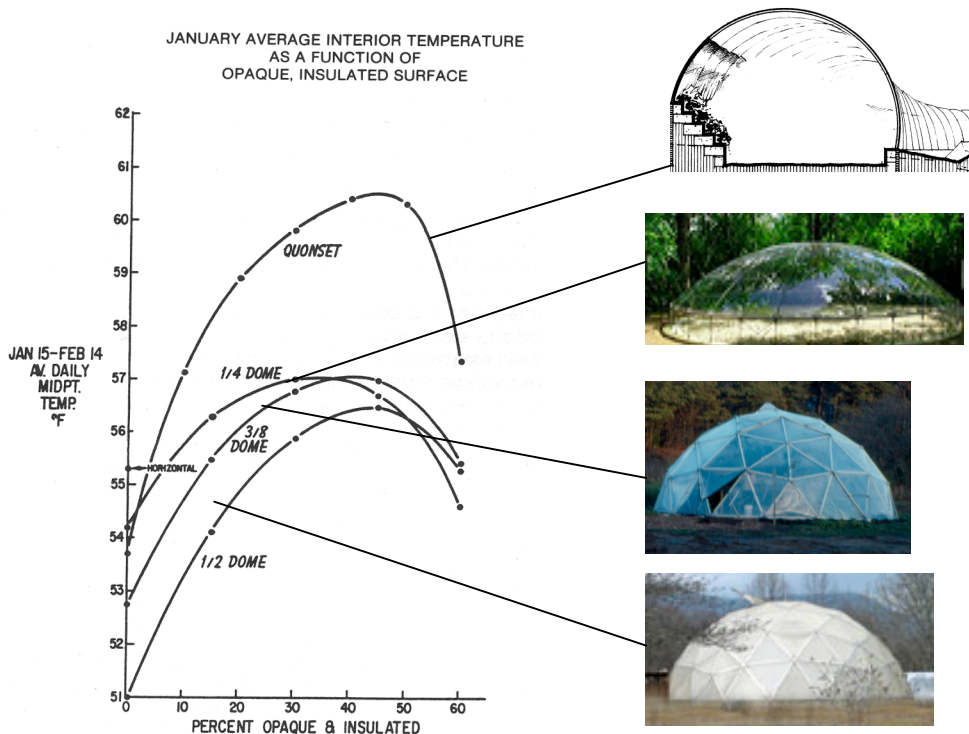 JANUARY AVERAGE INTERIOR TEMPERATURE
AS A FUNCTION OF
OPAQUE, INSULATED SURFACE
62
61
60
59
58
57
56
55
54
53
52
51
JAN 15-FEB 14
AV. DAILY
MIDPT.
TEMP.
°F
QUONSET
1/4 DOME
3/8
DOME
HORIZONTAL
1/2 DOME
0 10 20 30 40 50 60
PERCENT OPAQUE & INSULATED